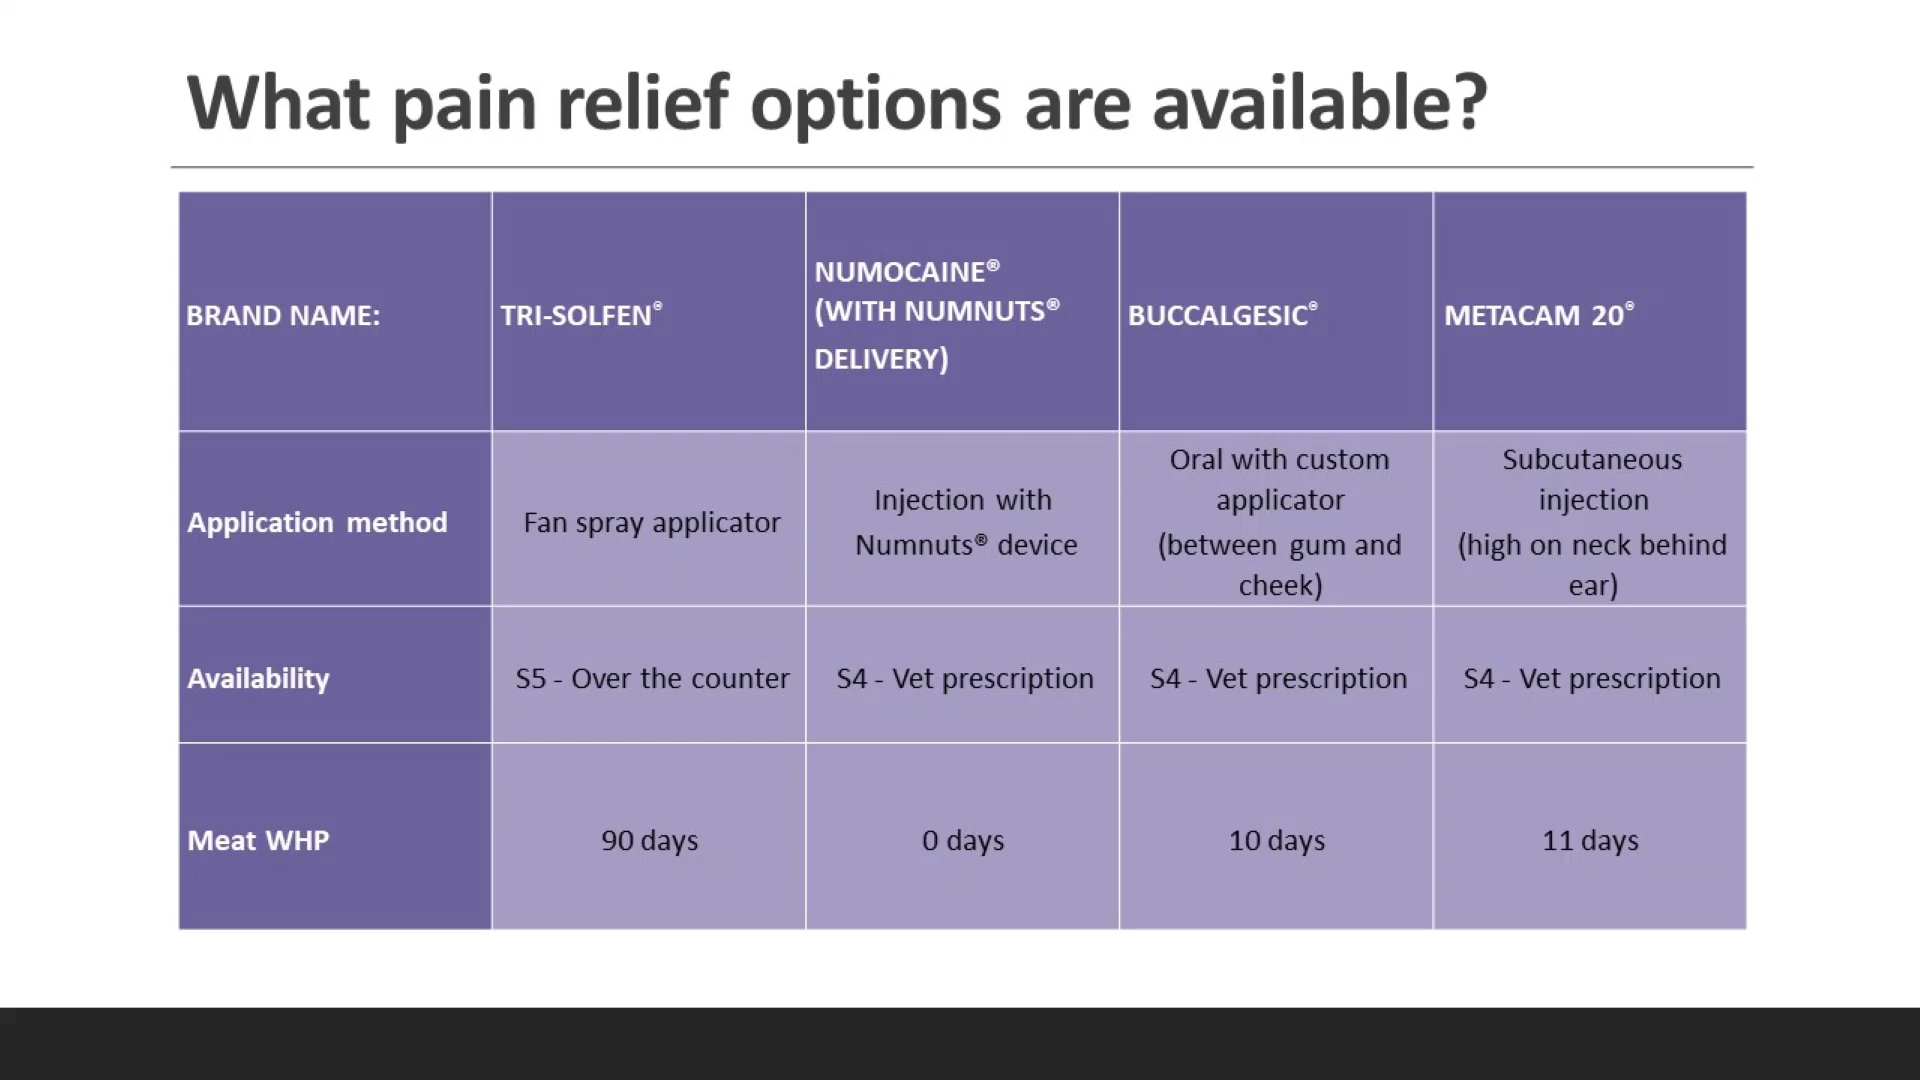 What pain relief options are available?
BRAND NAME:
TRI-SOLFEN®
NUMOCAINE®
(WITH NUMNUTS®
DELIVERY)
BUCCALGESIC®
METACAM 20®
Application method
Fan spray applicator
Injection with
Numnuts® device
Oral with custom
applicator
(between gum and
cheek)
Subcutaneous
injection
(high on neck behind
ear)
Availability
S5 - Over the counter
S4 - Vet prescription
S4 - Vet prescription
S4 - Vet prescription
Meat WHP
90 days
0 days
10 days
11 days